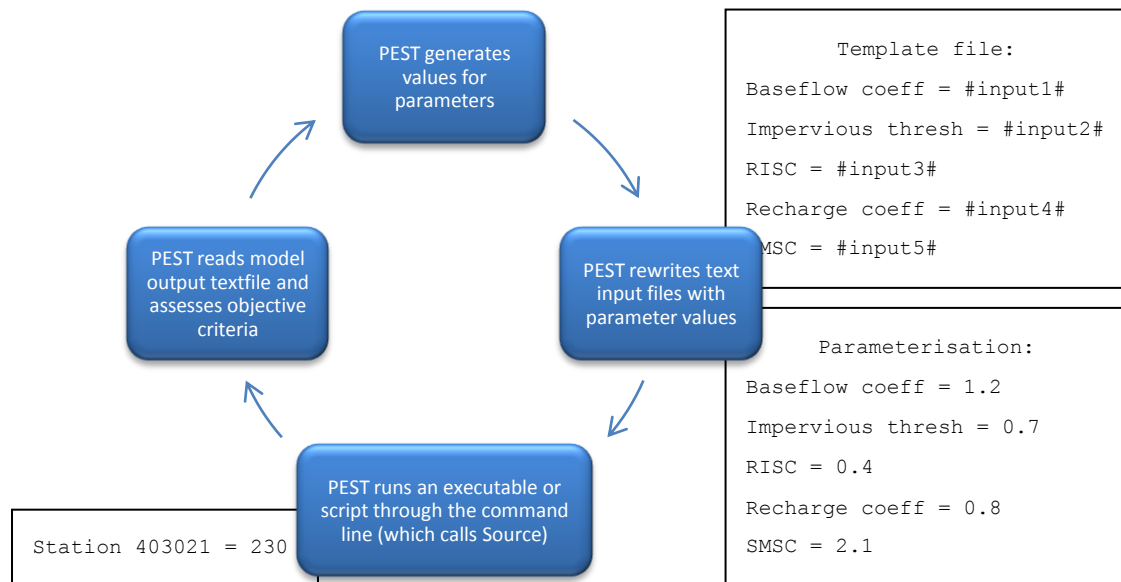 PEST generates
values for
parameters
Template file:
Baseflow coeff = #input1#
Impervious thresh = #input2#
RISC = #input3#
Recharge coeff = #input4#
MSC = #input5#
PEST reads model
output textfile and
assesses objective
criteria
PEST rewrites text
input files with
parameter values
Parameterisation:
Baseflow coeff = 1.2
Impervious thresh = 0.7
RISC = 0.4
Recharge coeff = 0.8
SMSC = 2.1
PEST runs an executable or
script through the command
line (which calls Source)
Station 403021 = 230